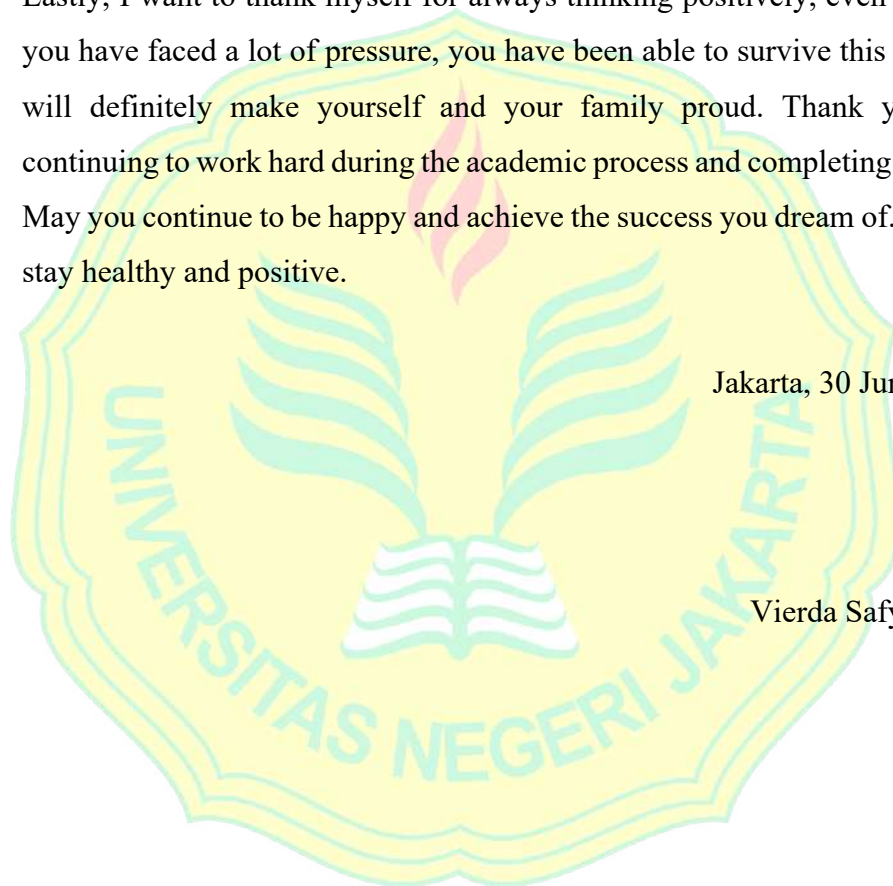 Lastly, I want to thank myself for always thinking positively, even
you have faced a lot of pressure, you have been able to survive this
will definitely make yourself and your family proud. Thank
continuing to work hard during the academic process and completing
May you continue to be happy and achieve the success you dream of.
stay healthy and positive.
Jakarta, 30
Vierda
UNIVERSITAS NEGERI JAKARTA